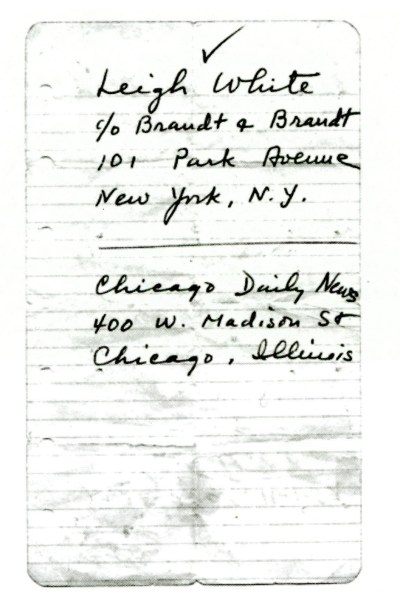 Leigh White
c/o Brandt & Brandt
101 Park Avenue
New York, N.Y.
Chicago Daily News
400 W. Madison St
Chicago, Illinois